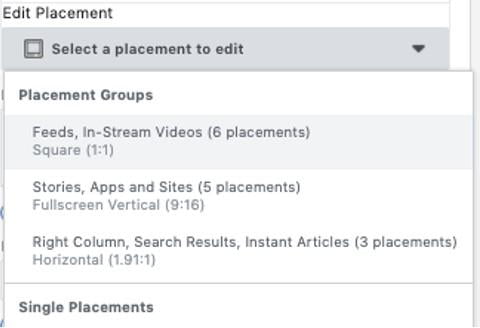 Edit Placement
Select a placement to edit
Placement Groups
Feeds, In-Stream Videos (6 placements)
Square (1:1)
Stories, Apps and Sites (5 placements)
Fullscreen Vertical (9:16)
Right Column, Search Results, Instant Articles (3 placements)
Horizontal (1.91:1)
Single Placements